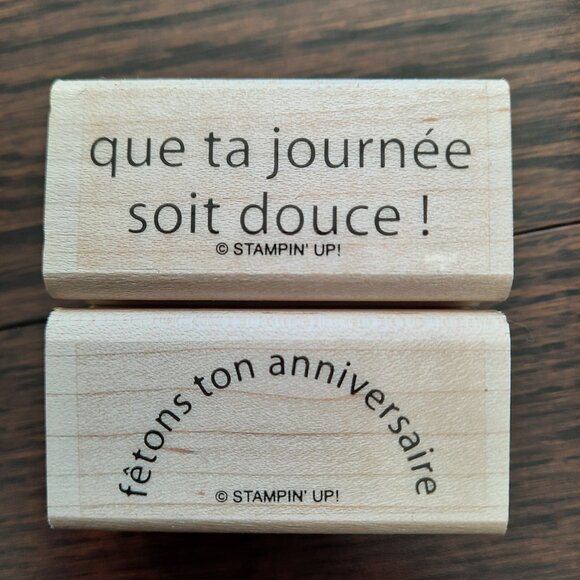 que ta journée
soit douce !
© STAMPIN' UP!
fêtons ton anniversaire
© STAMPIN' UP!